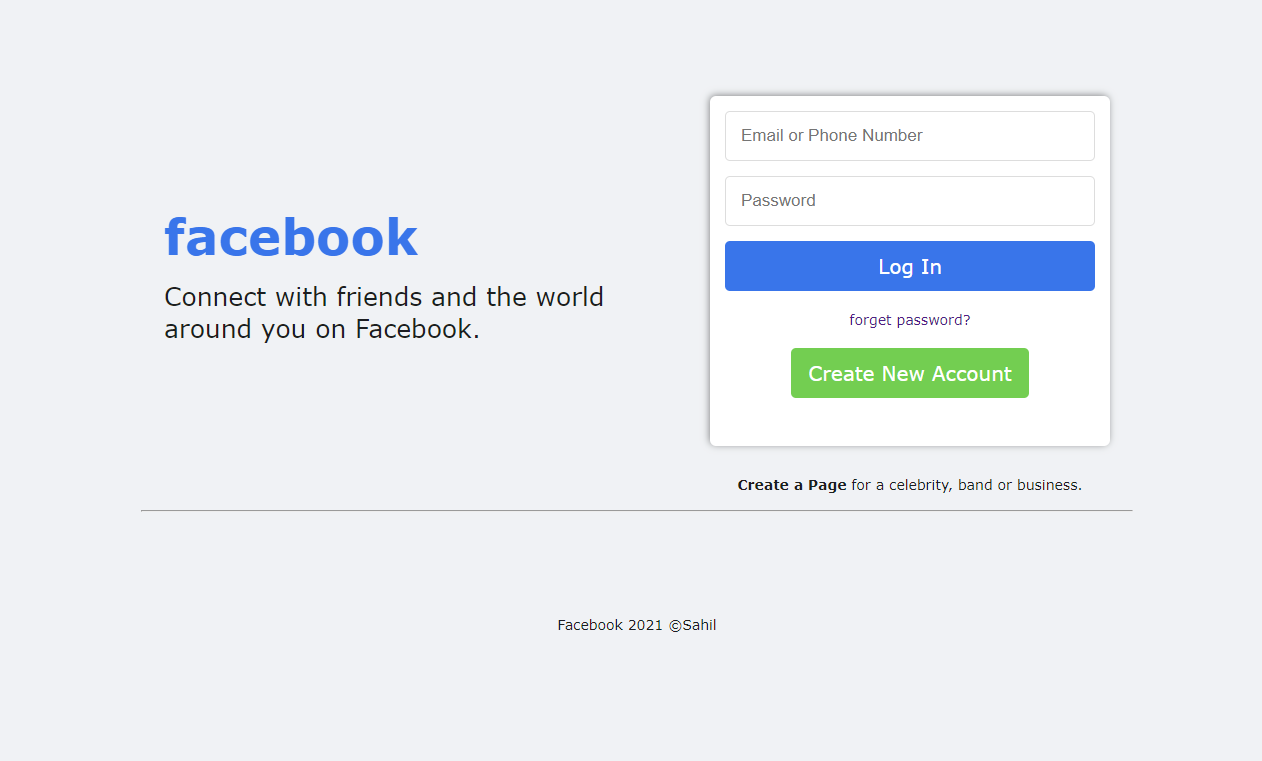 facebook
Connect with friends and the world
around you on Facebook.
Email or Phone Number
Password
Log In
forget password?
Create New Account
Create a Page for a celebrity, band or business.
Facebook 2021 ©Sahil